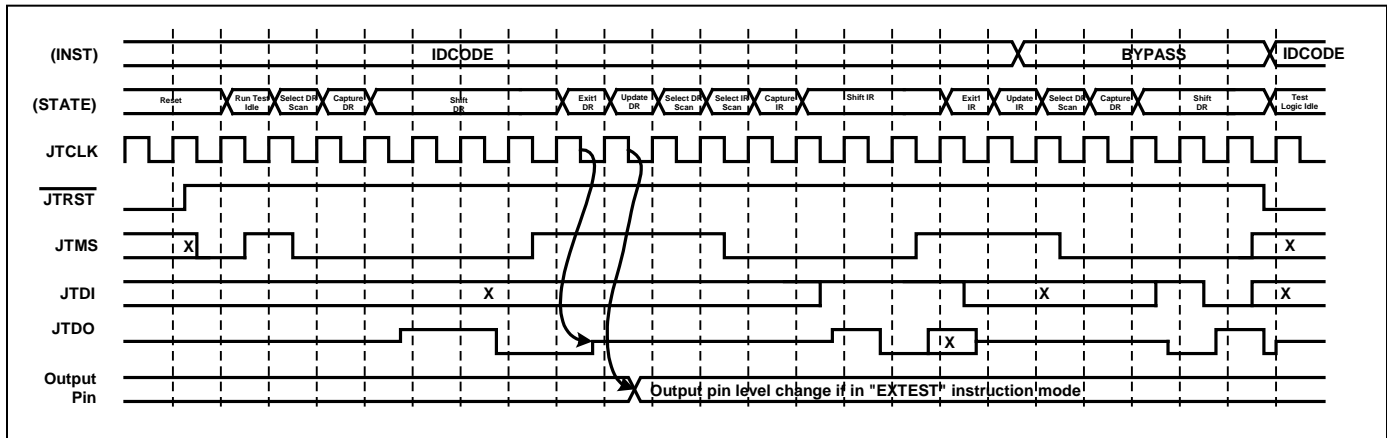 (INST)
IDCODE
BYPASS
IDCODE
(STATE)
Reset
Run Test
Idle
Select DR
Scan
Capture
DR
Shift
DR
Exit1
DR
Update
DR
Select DR
Scan
Select IR
Scan
Capture
IR
Shift IR
Exit1
IR
Update
IR
Select DR
Scan
Capture
DR
Shift
DR
Test
Logic Idle
JTCLK
JTRST
JTMS
X
X
JTDI
X
X
X
JTDO
X
Output
Pin
Output pin level change if in "EXTEST" instruction mode